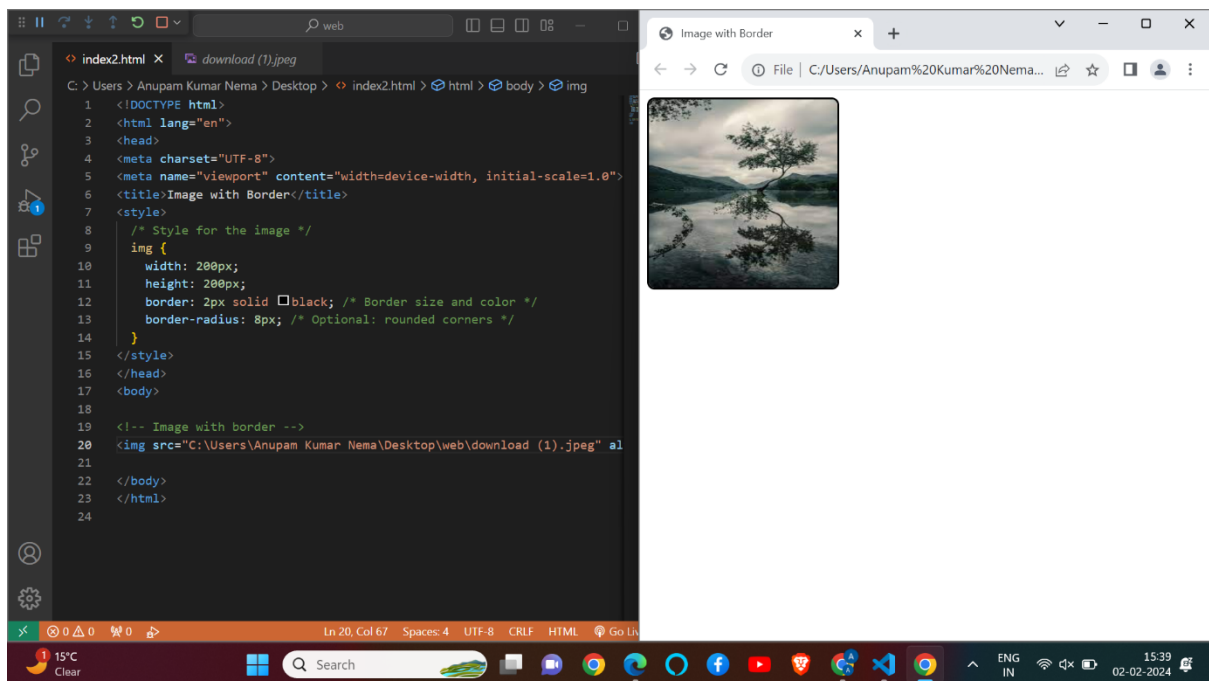 web
index2.html
download (1).jpeg
C: > Users > Anupam Kumar Nema > Desktop > index2.html > html > body > img
1 <!DOCTYPE html>
2 <html lang="en">
3 <head>
4 <meta charset="UTF-8">
5 <meta name="viewport" content="width=device-width, initial-scale=1.0">
6 <title>Image with Border</title>
7 <style>
8 /* Style for the image */
9 img {
10 width: 200px;
11 height: 200px;
12 border: 2px solid black; /* Border size and color */
13 border-radius: 8px; /* Optional: rounded corners */
14 }
15 </style>
16 </head>
17 <body>
18
19 <!-- Image with border -->
20 <img src="C:\Users\Anupam Kumar Nema\Desktop\web\download (1).jpeg" al
21
22 </body>
23 </html>
24
1
0 0 0
Ln 20, Col 67 Spaces: 4 UTF-8 CRLF HTML Go Li
Image with Border
File C:/Users/Anupam%20Kumar%20Nema...
1
15°C
Clear
Search
ENG
IN
15:39
02-02-2024